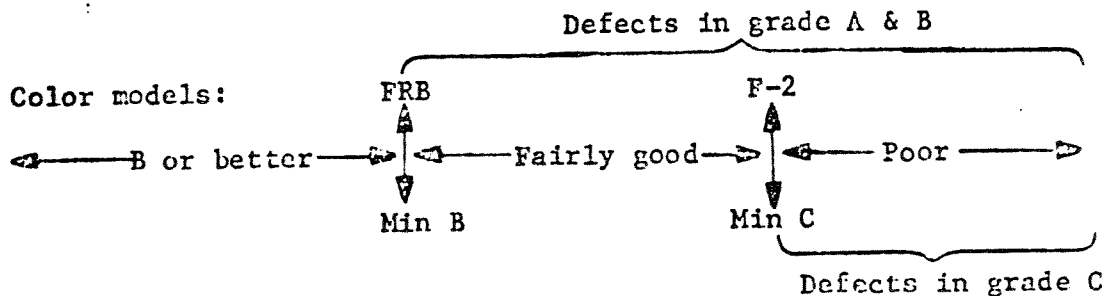 Defects in grade A & B
Color models: FRB F-2
B or better Fairly good Poor
Min B Min C
Defects in grade C